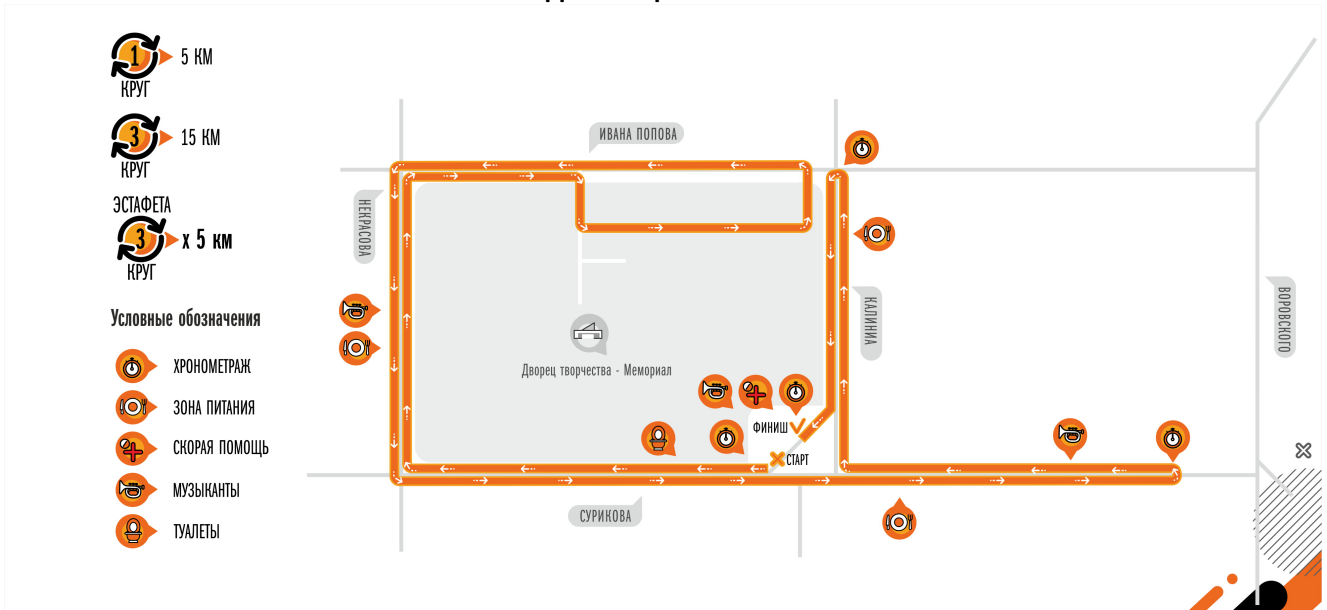 1
5 КМ
КРУГ
3
15 КМ
КРУГ
ЭСТАФЕТА
3
х 5 км
КРУГ
Условные обозначения
ХРОНОМЕТРАЖ
ЗОНА ПИТАНИЯ
СКОРАЯ ПОМОЩЬ
МУЗЫКАНТЫ
ТУАЛЕТЫ
ИВАНА ПОПОВА
НЕКРАСОВА
Дворец творчества - Мемориал
КАЛИНИА
ВОРОВСКОГО
ФИНИШ
СТАРТ
СУРИКОВА